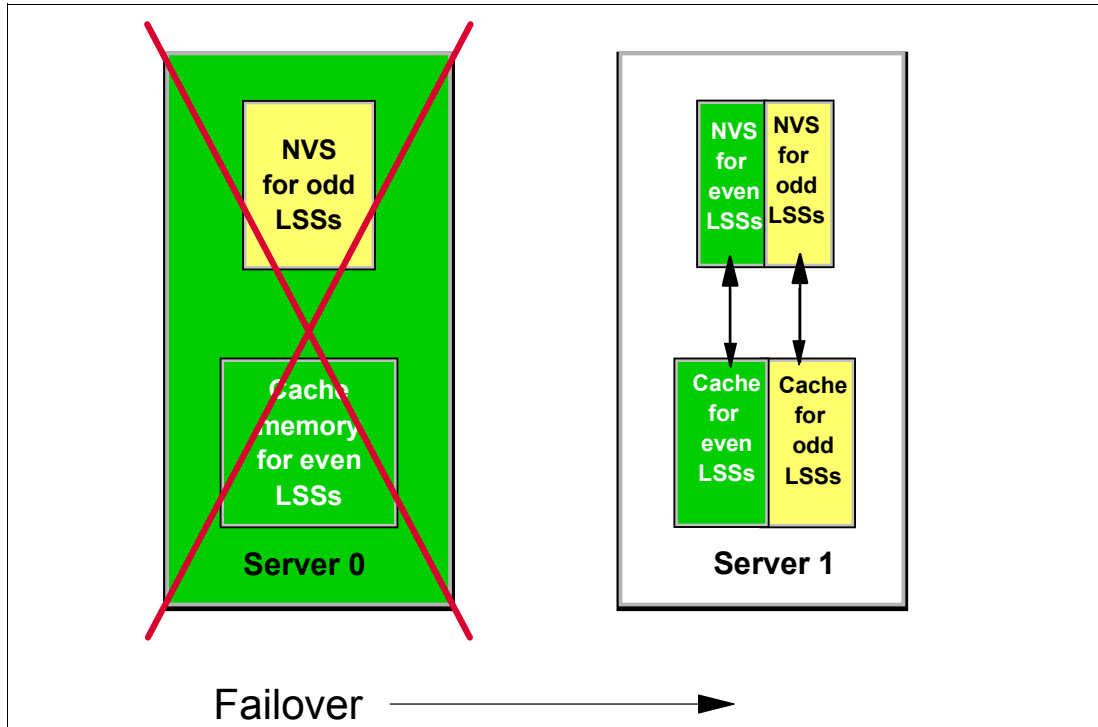 NVS
for odd
LSSs
Cache
memory
for even
LSSs
Server 0
NVS
for
even
LSSs
NVS
for
odd
LSSs
Cache
for
even
LSSs
Cache
for
odd
LSSs
Server 1
Failover